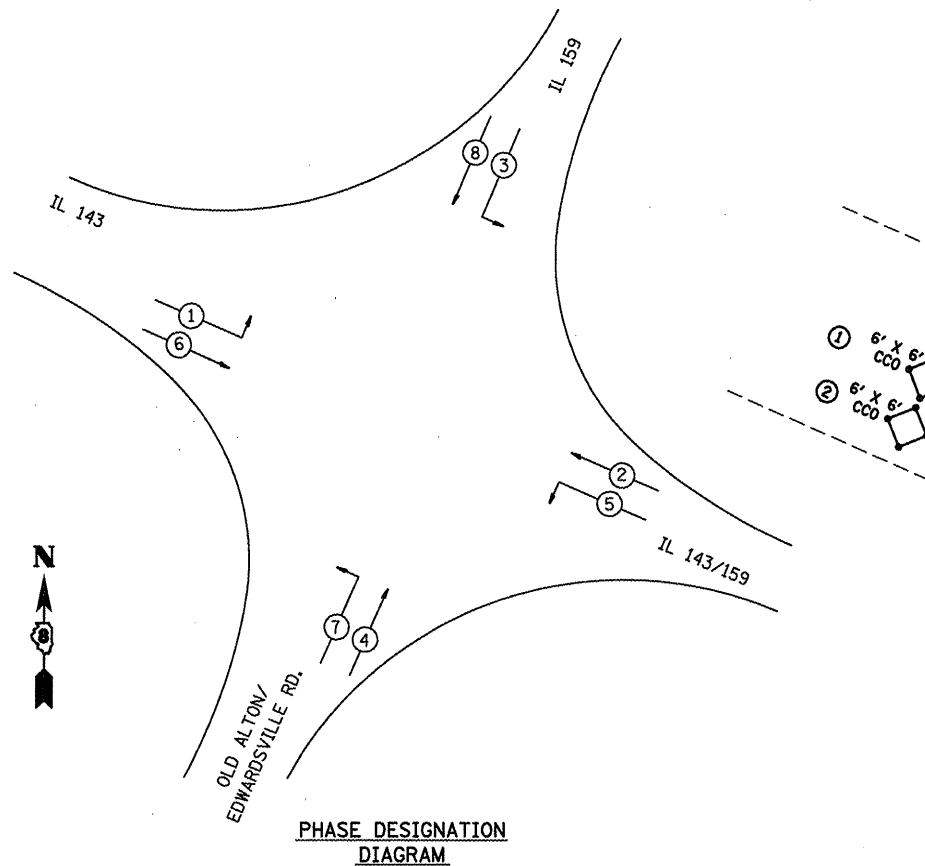 IL 159
8
3
IL 143
1
6
1 6' X 6'
CCO
2 6' X 6'
CCO
2
5
IL 143/159
N
8
7
4
OLD ALTON/
EDWARDSVILLE RD.
PHASE DESIGNATION
DIAGRAM